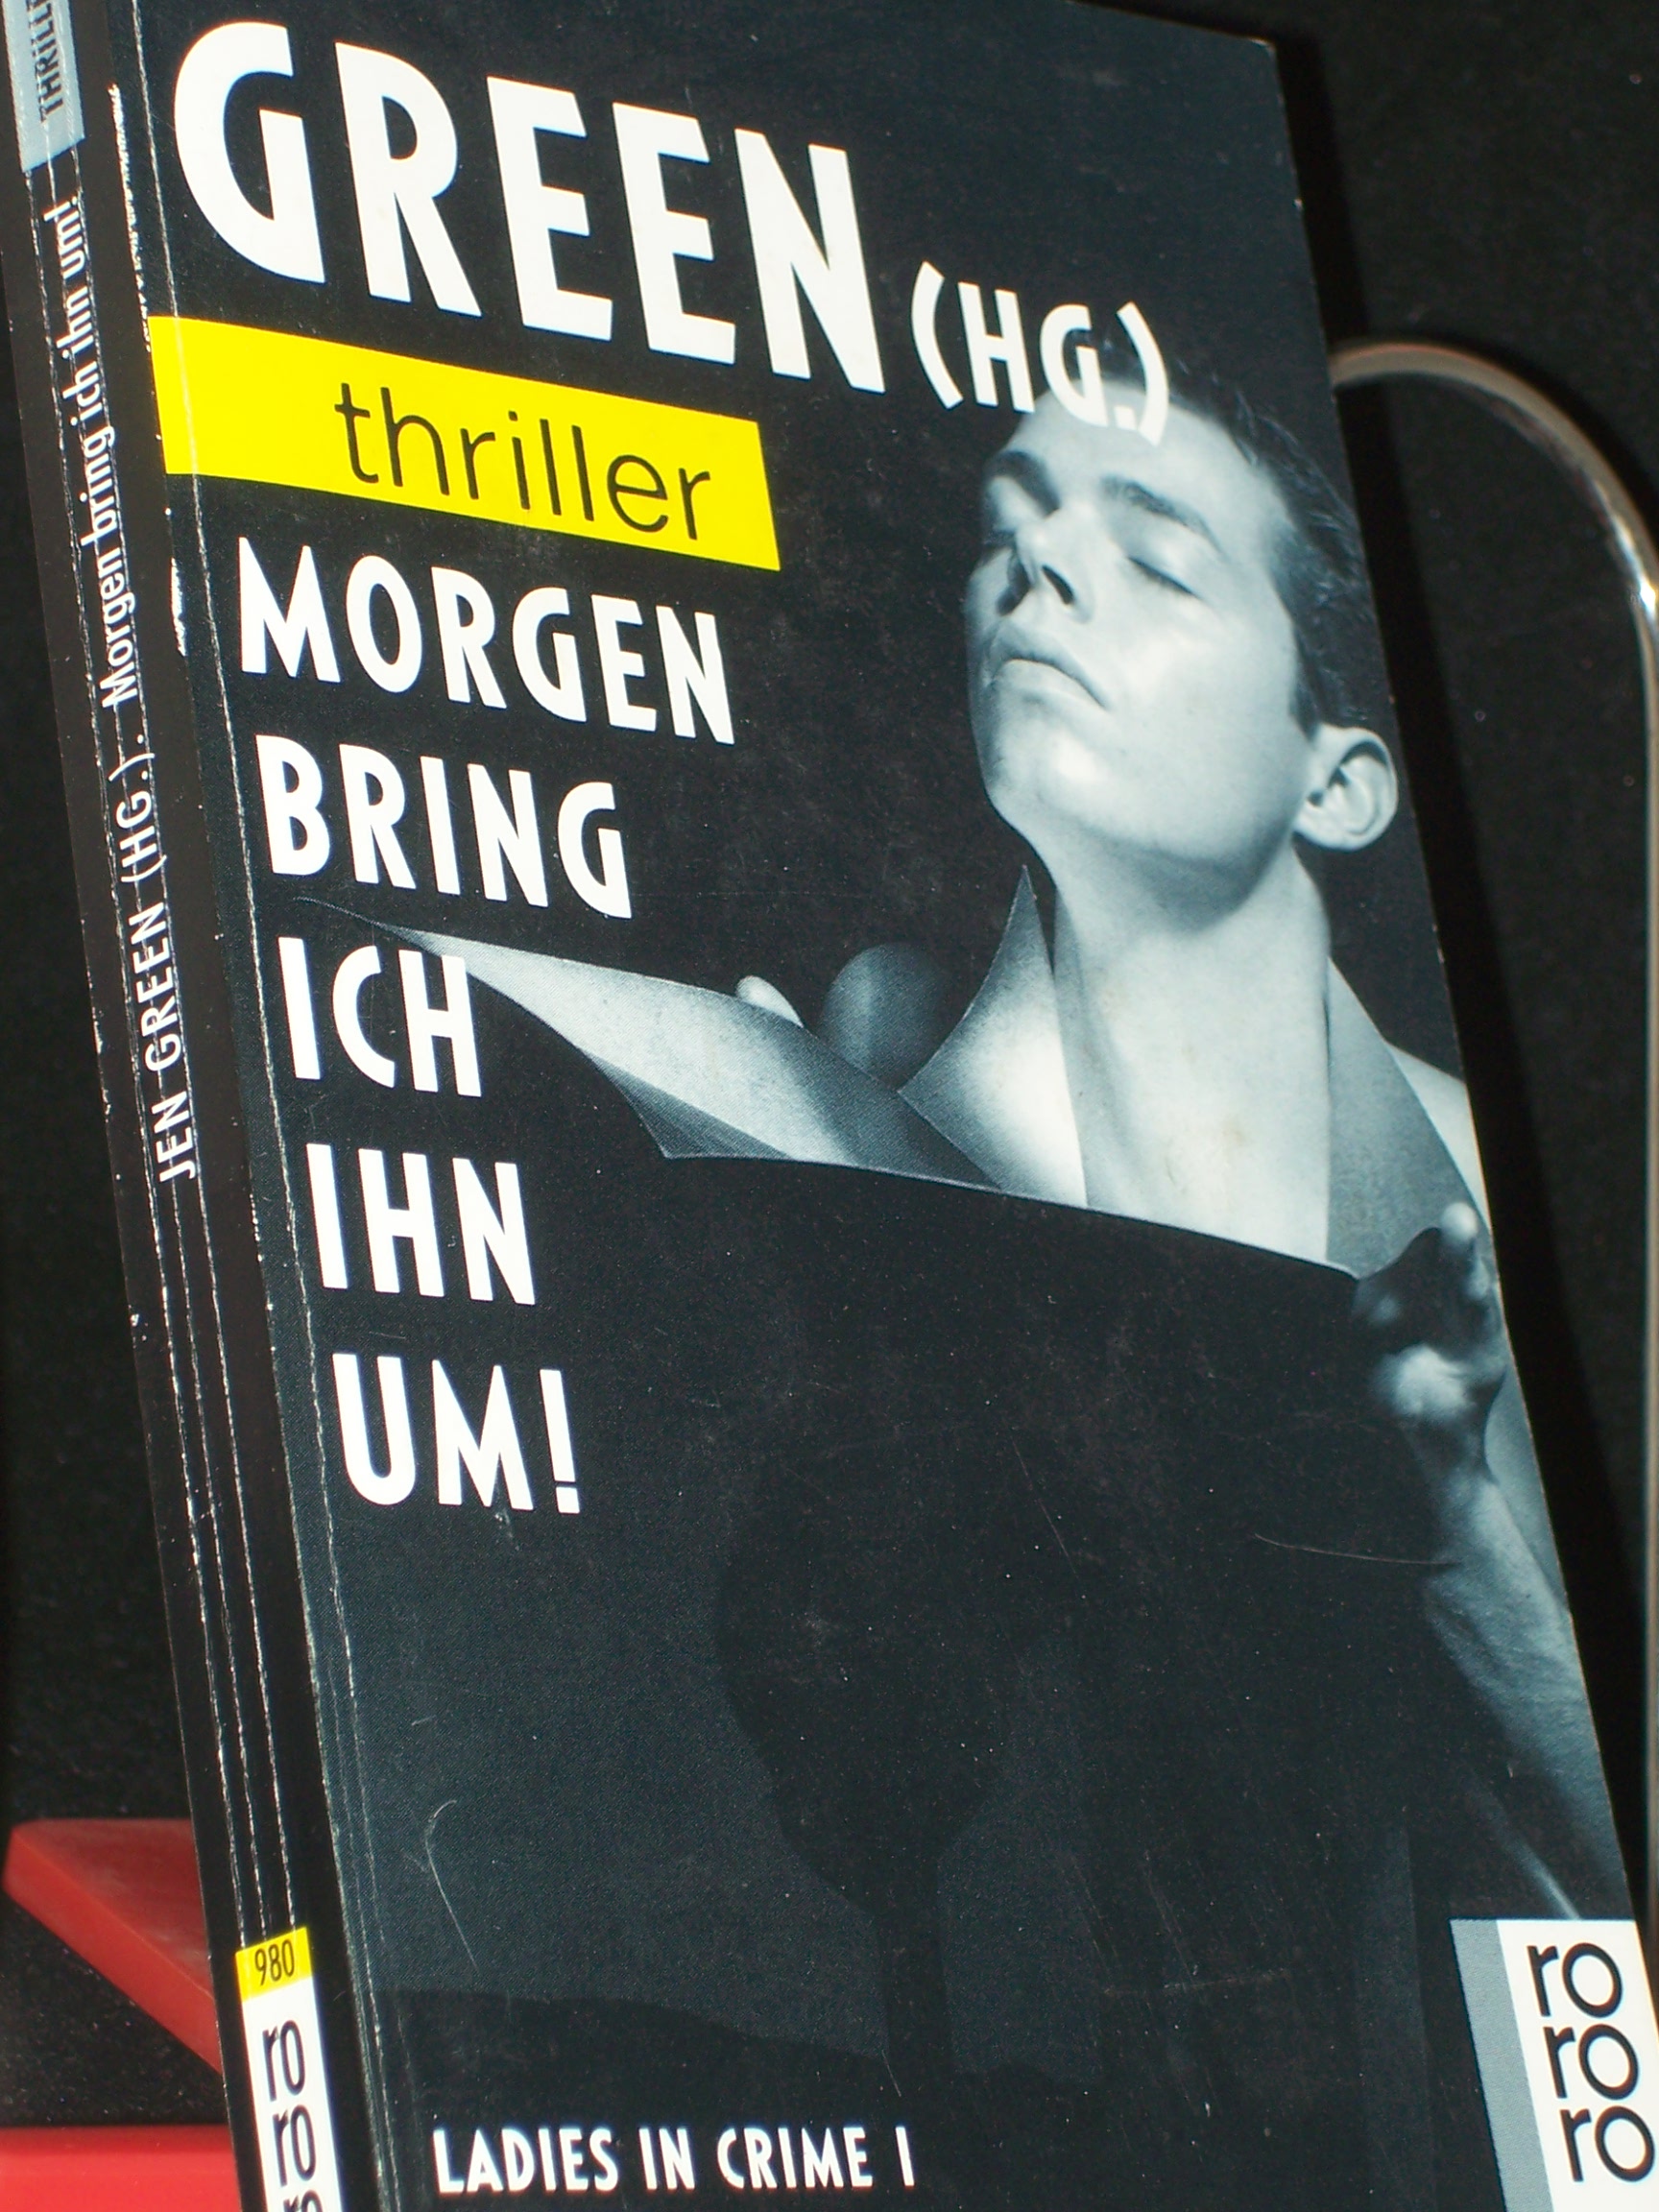 GREEN (HG.)
thriller
MORGEN
BRING
ICH
IHN
UM!
LADIES IN CRIME I
ro
ro
ro
JEN GREEN (HG.). Morgen bring ich ihn um!
980
ro
ro